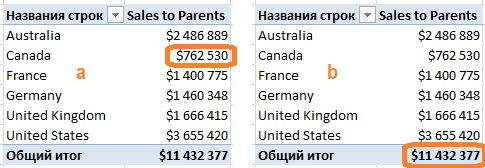 Названия строк Sales to Parents
Australia $2 486 889
Canada $762 530
France $1 400 775
Germany $1 460 348
United Kingdom $1 666 415
United States $3 655 420
Общий итог $11 432 377
a
Названия строк Sales to Parents
Australia $2 486 889
Canada $762 530
France $1 400 775
Germany $1 460 348
United Kingdom $1 666 415
United States $3 655 420
Общий итог $11 432 377
b